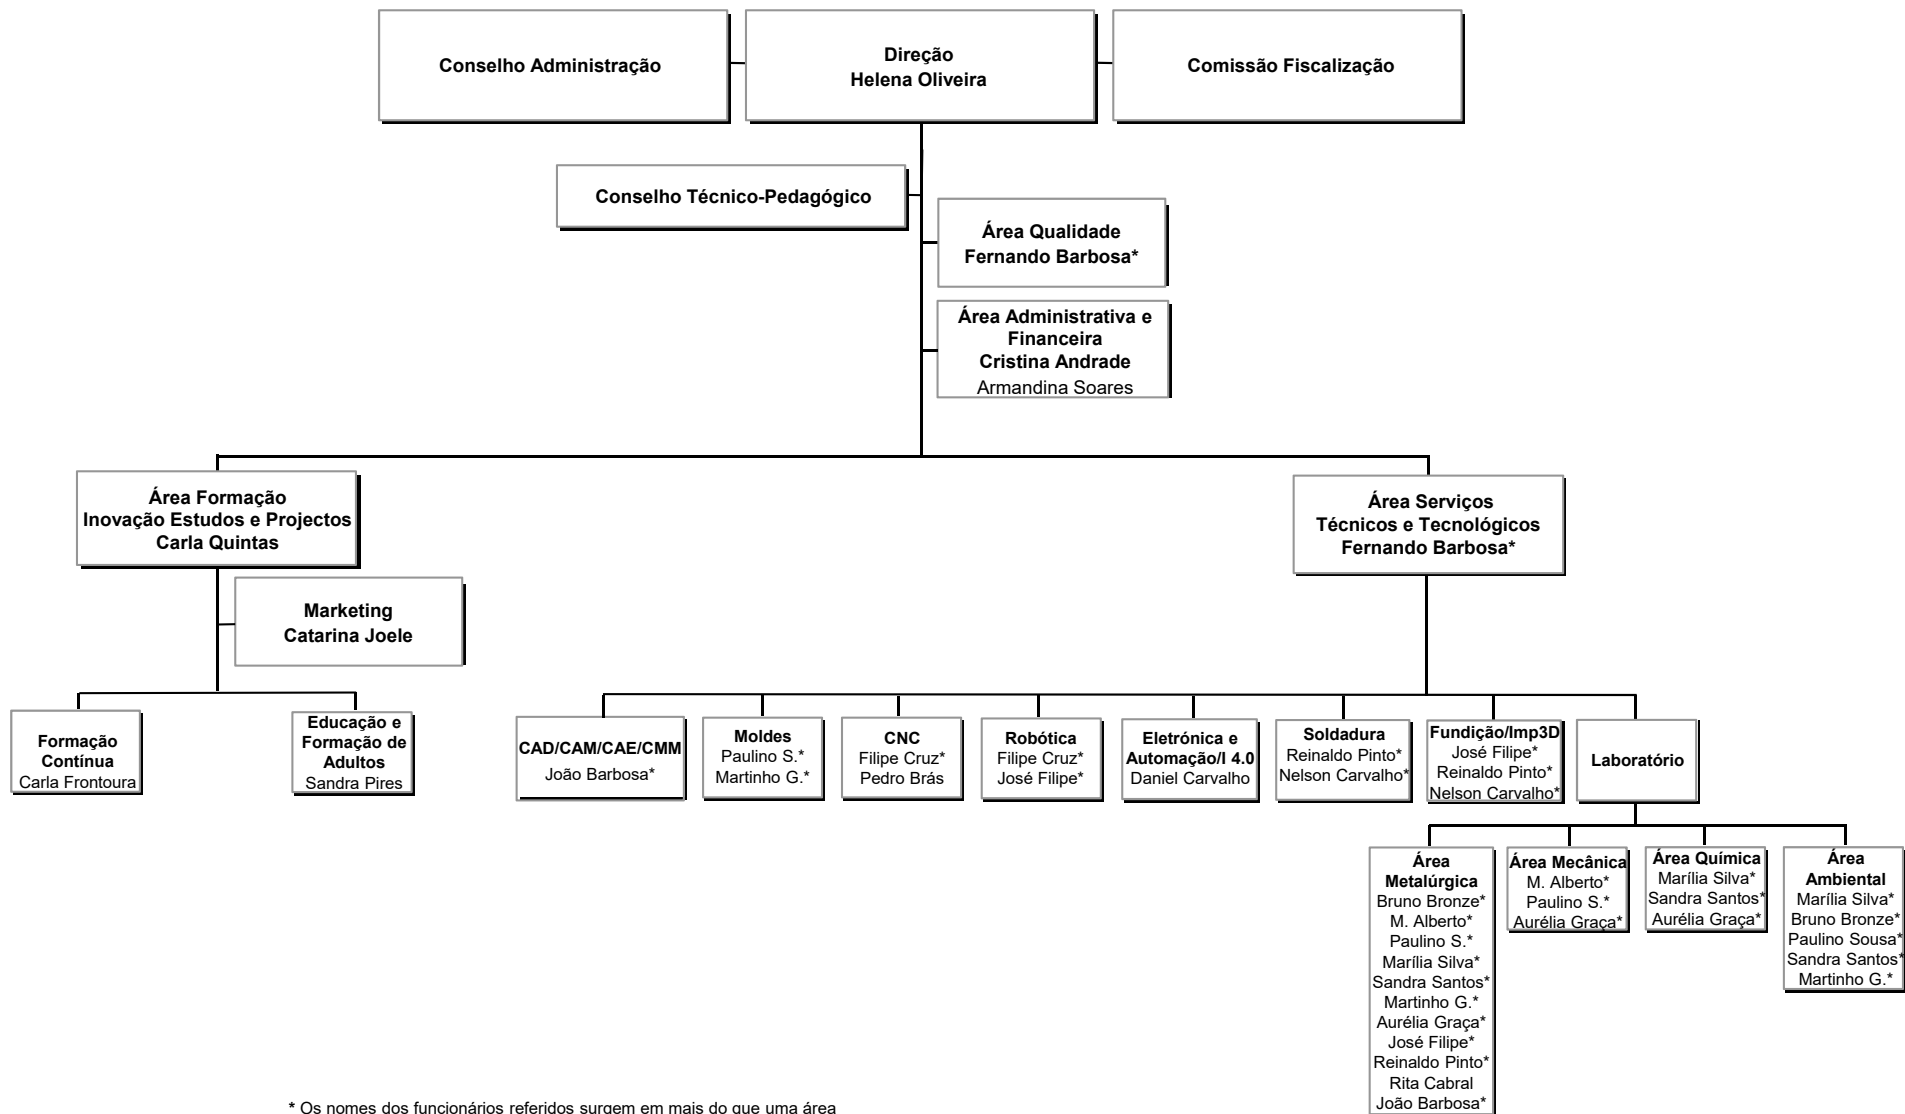 Conselho Administração
Direção
Helena Oliveira
Comissão Fiscalização
Conselho Técnico-Pedagógico
Área Qualidade
Fernando Barbosa*
Área Administrativa e
Financeira
Cristina Andrade
Armandina Soares
Área Formação
Inovação Estudos e Projectos
Carla Quintas
Área Serviços
Técnicos e Tecnológicos
Fernando Barbosa*
Marketing
Catarina Joele
Formação
Contínua
Carla Frontoura
Educação e
Formação de
Adultos
Sandra Pires
CAD/CAM/CAE/CMM
João Barbosa*
Moldes
Paulino S.*
Martinho G.*
CNC
Filipe Cruz*
Pedro Brás
Robótica
Filipe Cruz*
José Filipe*
Eletrónica e
Automação/I 4.0
Daniel Carvalho
Soldadura
Reinaldo Pinto*
Nelson Carvalho*
Fundição/Imp3D
José Filipe*
Reinaldo Pinto*
Nelson Carvalho*
Laboratório
Área
Metalúrgica
Bruno Bronze*
M. Alberto*
Paulino S.*
Marília Silva*
Sandra Santos*
Martinho G.*
Aurélia Graça*
José Filipe*
Reinaldo Pinto*
Rita Cabral
João Barbosa*
Área Mecânica
M. Alberto*
Paulino S.*
Aurélia Graça*
Área Química
Marília Silva*
Sandra Santos*
Aurélia Graça*
Área
Ambiental
Marília Silva*
Bruno Bronze*
Paulino Sousa*
Sandra Santos*
Martinho G.*
* Os nomes dos funcionários referidos surgem em mais do que uma área